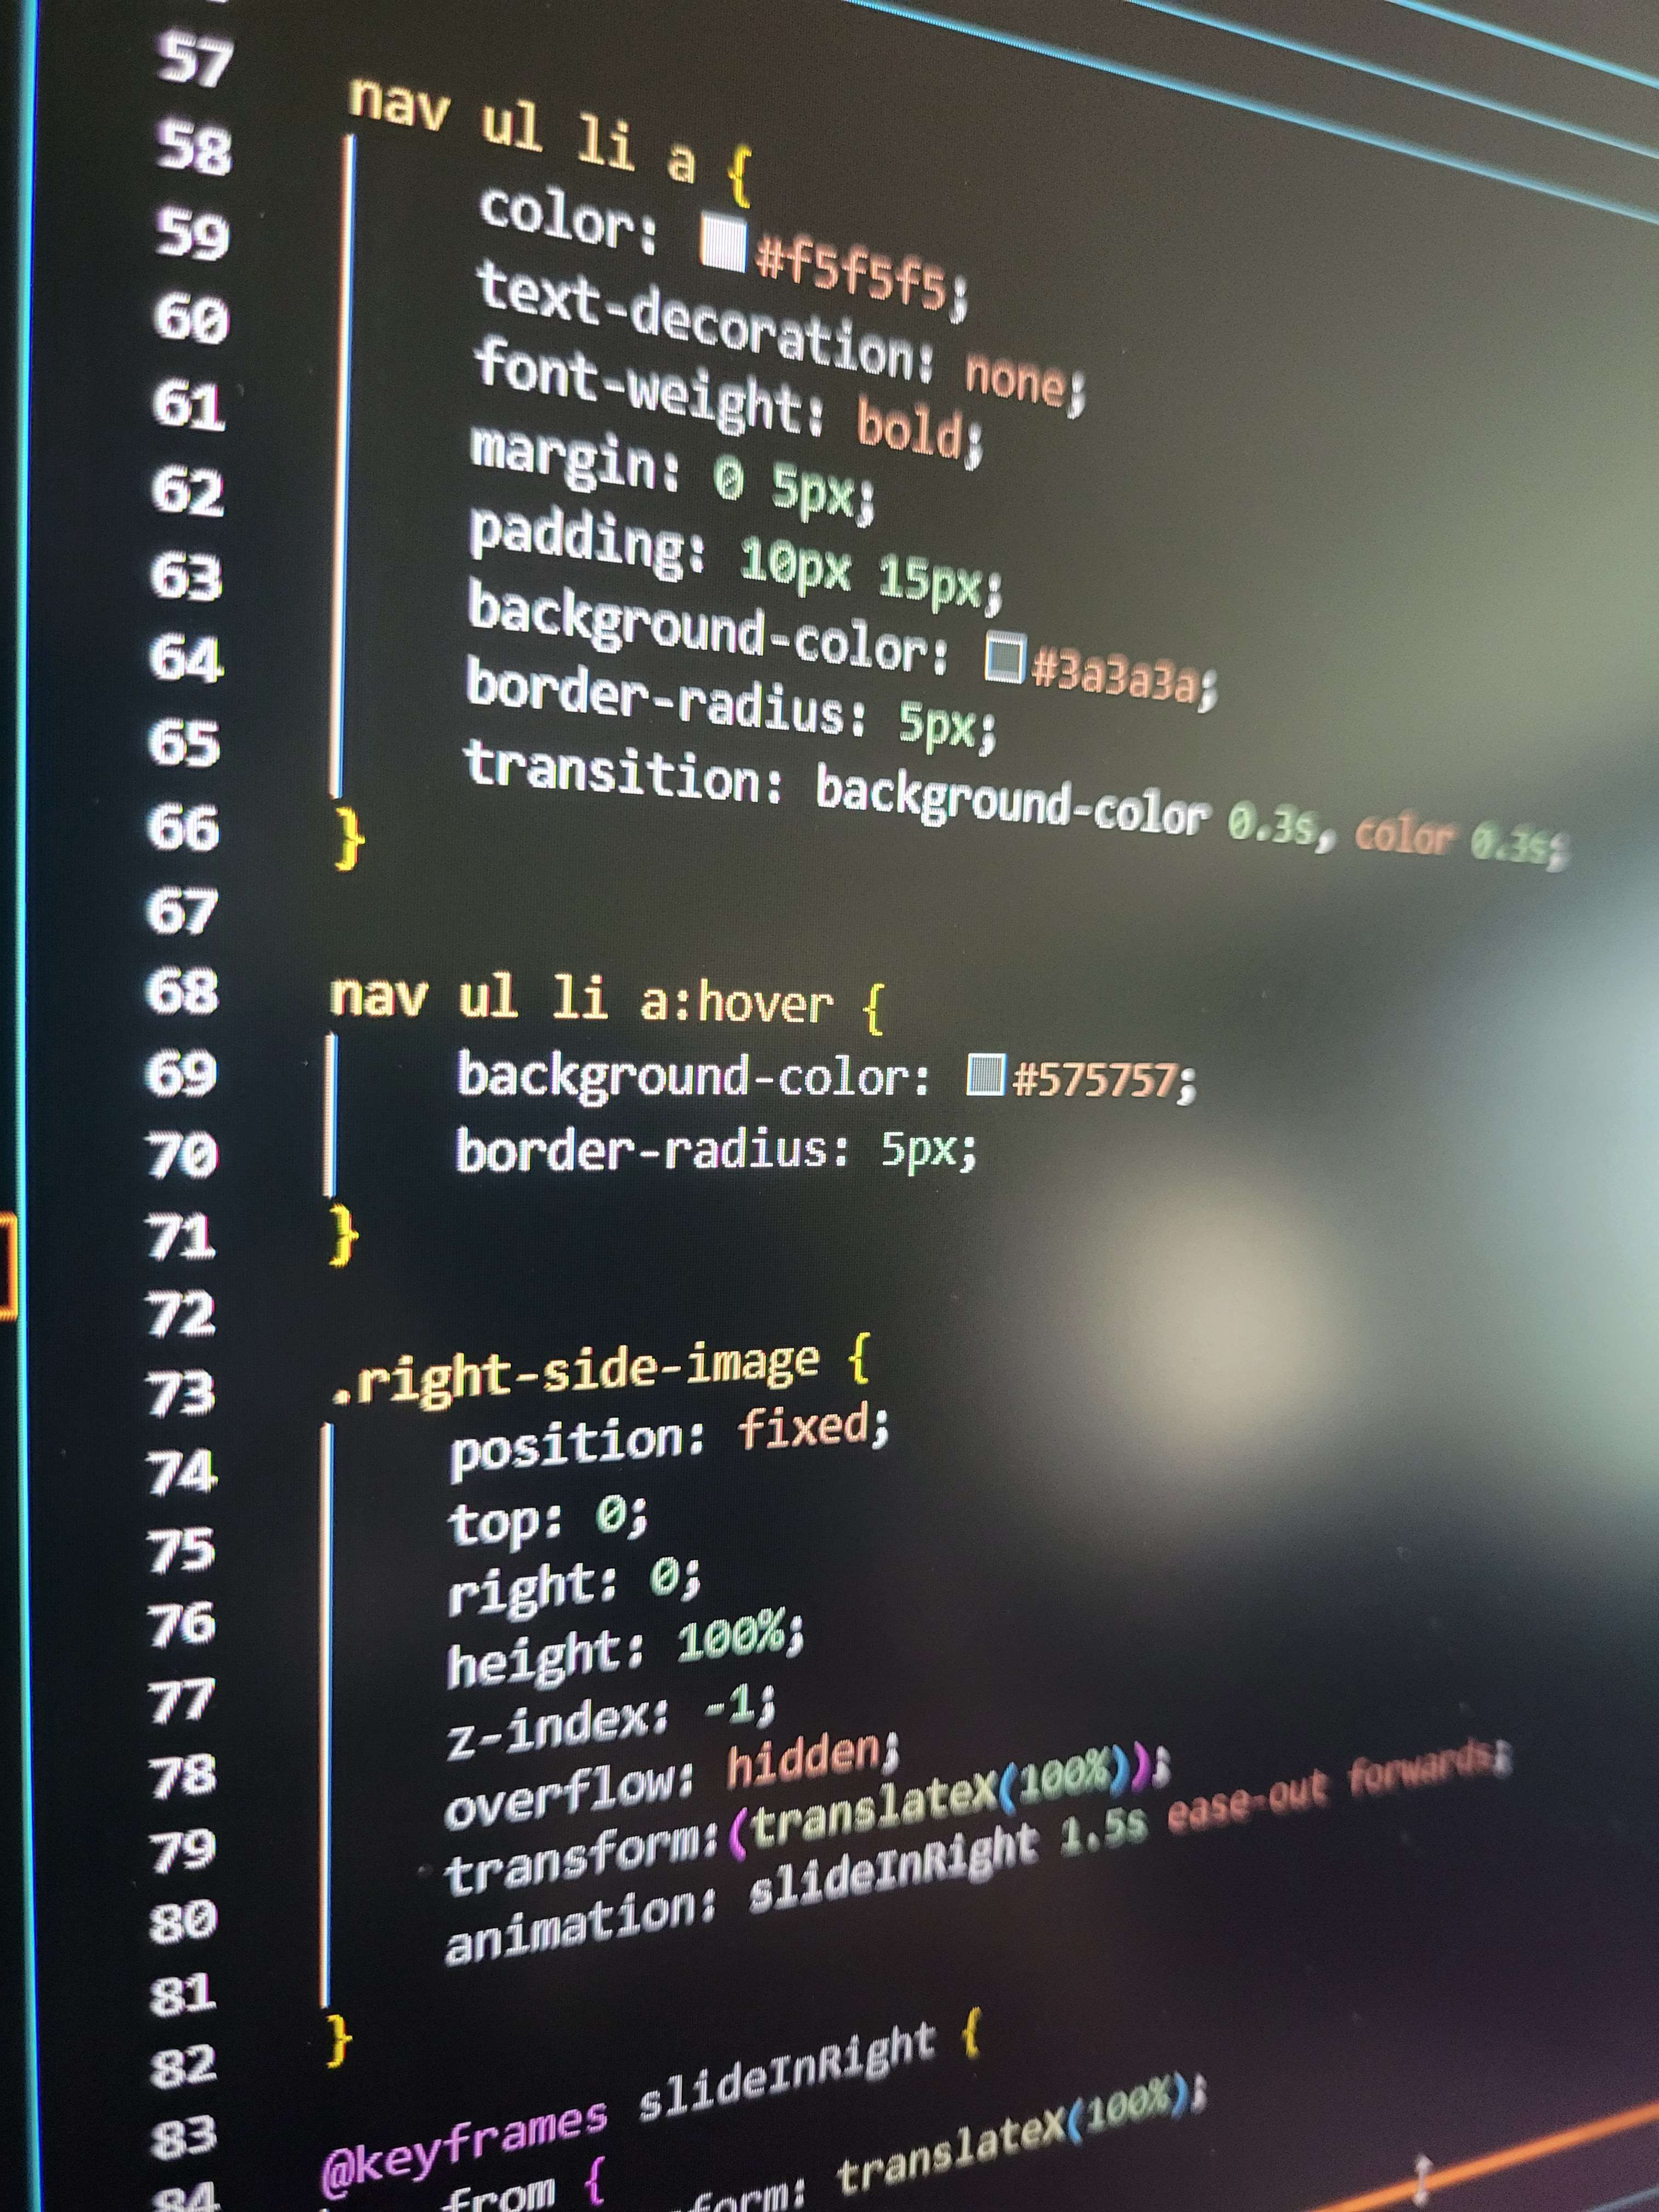 57 nav ul li a {
58 color: #f5f5f5;
59 text-decoration: none;
60 font-weight: bold;
61 margin: 0 5px;
62 padding: 10px 15px;
63 background-color: #3a3a3a;
64 border-radius: 5px;
65 transition: background-color 0.3s, color 0.3s;
66 }
67
68 nav ul li a:hover {
69 background-color: #575757;
70 border-radius: 5px;
71 }
72
73 .right-side-image {
74 position: fixed;
75 top: 0;
76 right: 0;
77 height: 100%;
78 z-index: -1;
79 overflow: hidden;
80 transform:(translateX(100%));
81 animation: slideInRight 1.5s ease-out forwards;
82 }
83
84 @keyframes slideInRight {
from {
translateX(100%);